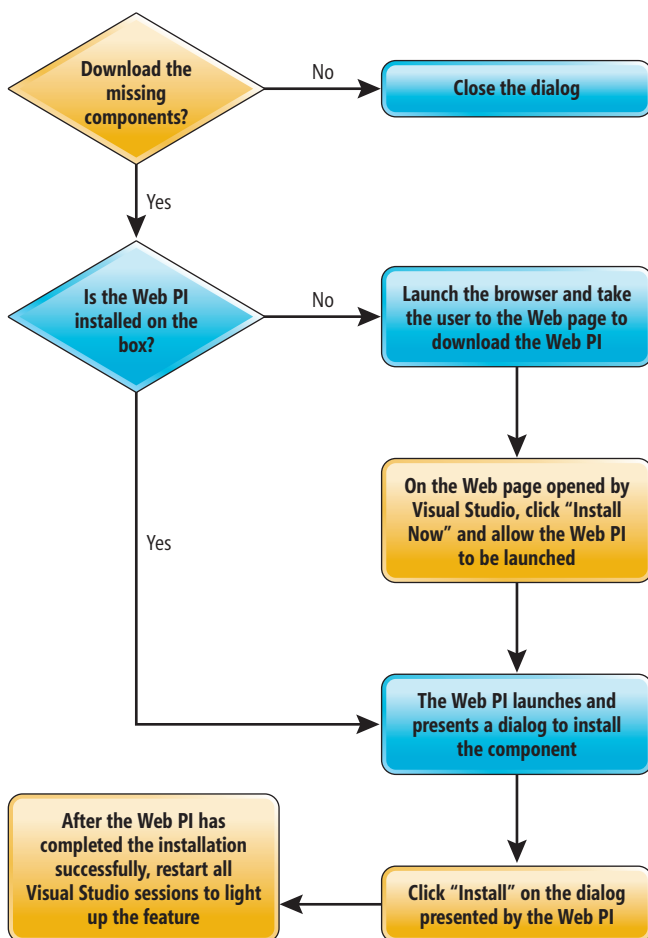 Download the
missing
components?
No
Close the dialog
Yes
Is the Web PI
installed on the
box?
No
Launch the browser and take
the user to the Web page to
download the Web PI
On the Web page opened by
Visual Studio, click “Install
Now” and allow the Web PI
to be launched
Yes
The Web PI launches and
presents a dialog to install
the component
After the Web PI has
completed the installation
successfully, restart all
Visual Studio sessions to light
up the feature
Click “Install” on the dialog
presented by the Web PI